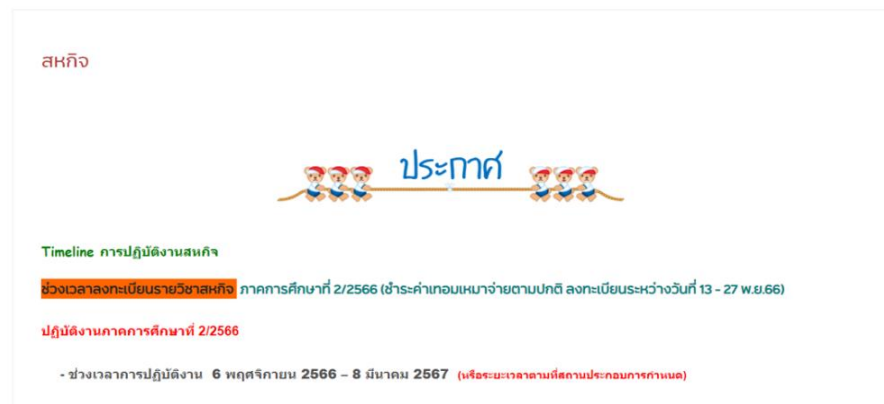 สหกิจ
ประกาศ
Timeline การปฏิบัติงานสหกิจ
ช่วงเวลาลงทะเบียนรายวิชาสหกิจ ภาคการศึกษาที่ 2/2566 (ชำระค่าเทอมเหมาจ่ายตามปกติ ลงทะเบียนระหว่างวันที่ 13 - 27 พ.ย.66)
ปฏิบัติงานภาคการศึกษาที่ 2/2566
- ช่วงเวลาการปฏิบัติงาน 6 พฤศจิกายน 2566 – 8 มีนาคม 2567 (หรือระยะเวลาตามที่สถานประกอบการกำหนด)